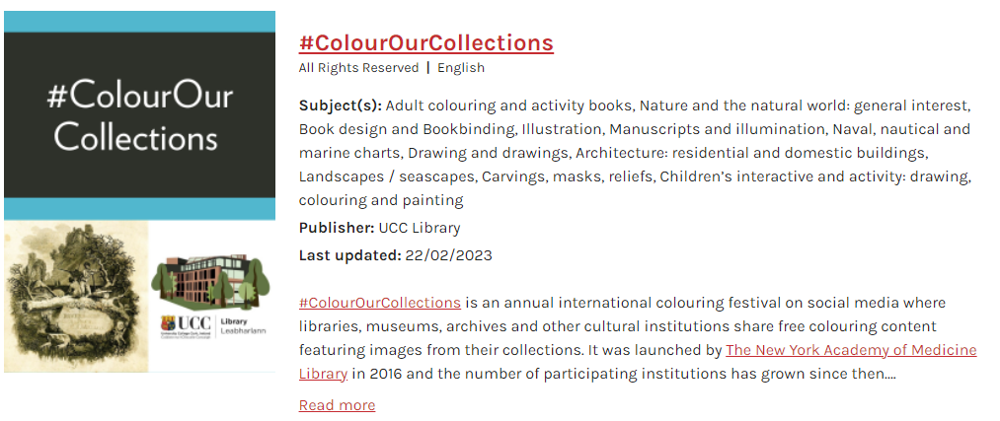 #ColourOur
Collections
UCC
Library
Leabharlann
University College Cork, Ireland
#ColourOurCollections
All Rights Reserved | English
Subject(s): Adult colouring and activity books, Nature and the natural world: general interest,
Book design and Bookbinding, Illustration, Manuscripts and illumination, Naval, nautical and
marine charts, Drawing and drawings, Architecture: residential and domestic buildings,
Landscapes / seascapes, Carvings, masks, reliefs, Children's interactive and activity: drawing,
colouring and painting
Publisher: UCC Library
Last updated: 22/02/2023
#ColourOurCollections is an annual international colouring festival on social media where
libraries, museums, archives and other cultural institutions share free colouring content
featuring images from their collections. It was launched by The New York Academy of Medicine
Library in 2016 and the number of participating institutions has grown since then....
Read more